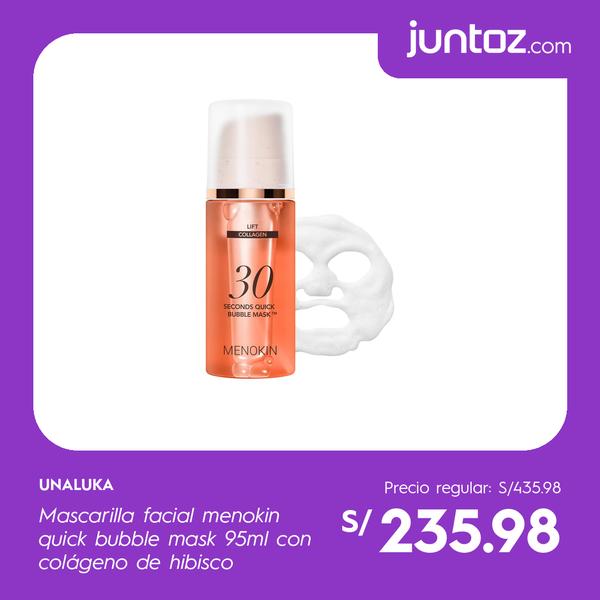 juntoz.com
LIFT
COLLAGEN
30
SECONDS QUICK
BUBBLE MASK™
MENOKIN
UNALUKA
Mascarilla facial menokin
quick bubble mask 95ml con
colágeno de hibisco
Precio regular: S/435.98
S/ 235.98